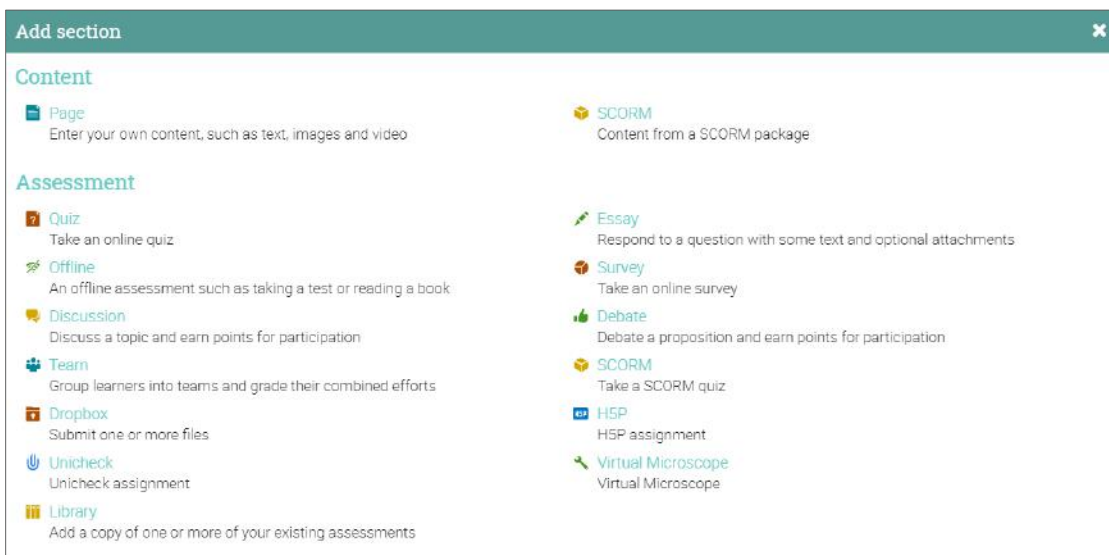 Add section
Content
Page
Enter your own content, such as text, images and video
SCORM
Content from a SCORM package
Assessment
Quiz
Take an online quiz
Essay
Respond to a question with some text and optional attachments
Offline
An offline assessment such as taking a test or reading a book
Survey
Take an online survey
Discussion
Discuss a topic and earn points for participation
Debate
Debate a proposition and earn points for participation
Team
Group learners into teams and grade their combined efforts
SCORM
Take a SCORM quiz
Dropbox
Submit one or more files
H5P
H5P
H5P assignment
Unicheck
Unicheck assignment
Virtual Microscope
Virtual Microscope
Library
Add a copy of one or more of your existing assessments